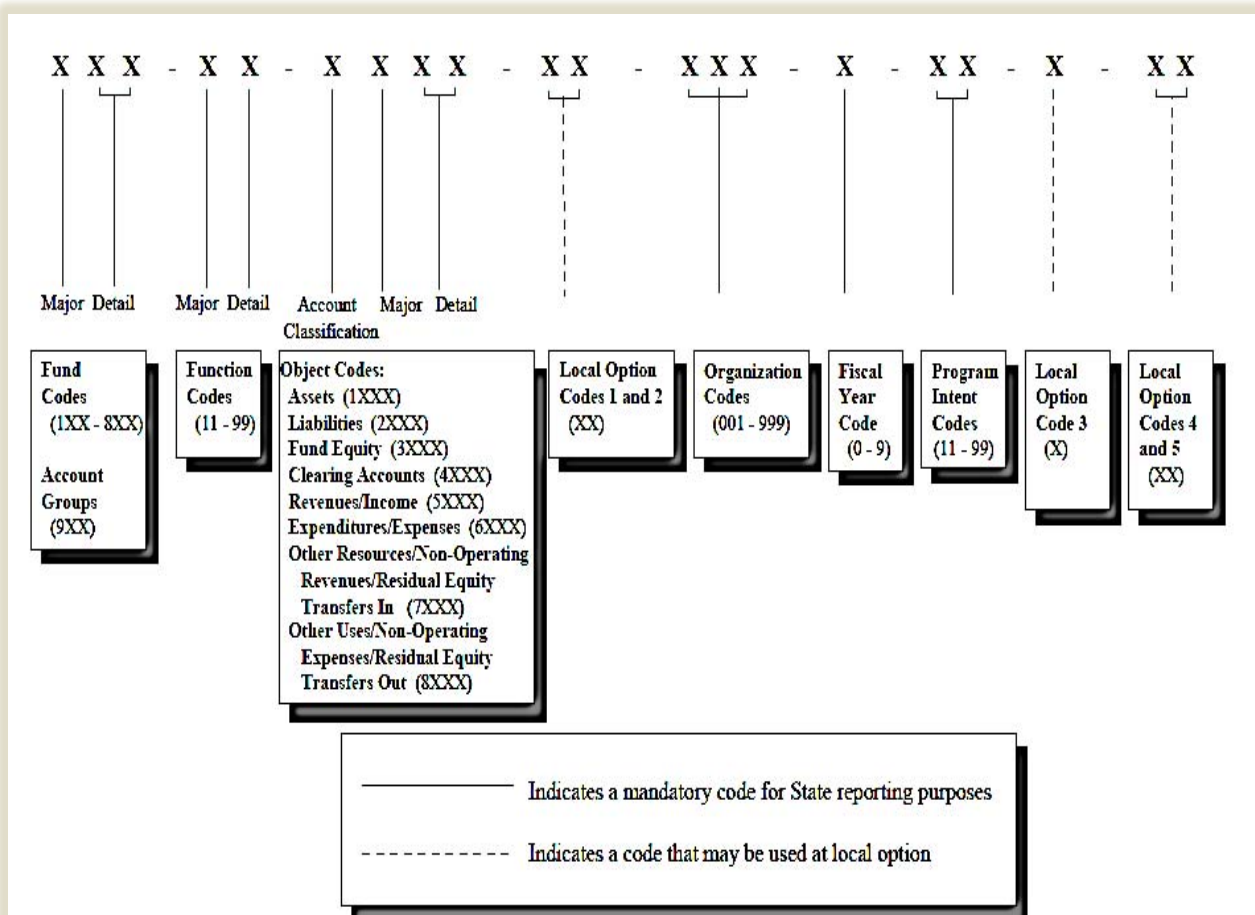 X X X - X X - X X X X - X X - X X X - X - X X - X - X X
Major Detail Major Detail Account Major Detail
Classification
Fund
Codes
(1XX - 8XX)
Account
Groups
(9XX)
Function
Codes
(11 - 99)
Object Codes:
Assets (1XXX)
Liabilities (2XXX)
Fund Equity (3XXX)
Clearing Accounts (4XXX)
Revenues/Income (5XXX)
Expenditures/Expenses (6XXX)
Other Resources/Non-Operating
Revenues/Residual Equity
Transfers In (7XXX)
Other Uses/Non-Operating
Expenses/Residual Equity
Transfers Out (8XXX)
Local Option
Codes 1 and 2
(XX)
Organization
Codes
(001 - 999)
Fiscal
Year
Code
(0 - 9)
Program
Intent
Codes
(11 - 99)
Local
Option
Code 3
(X)
Local
Option
Codes 4
and 5
(XX)
Indicates a mandatory code for State reporting purposes
Indicates a code that may be used at local option